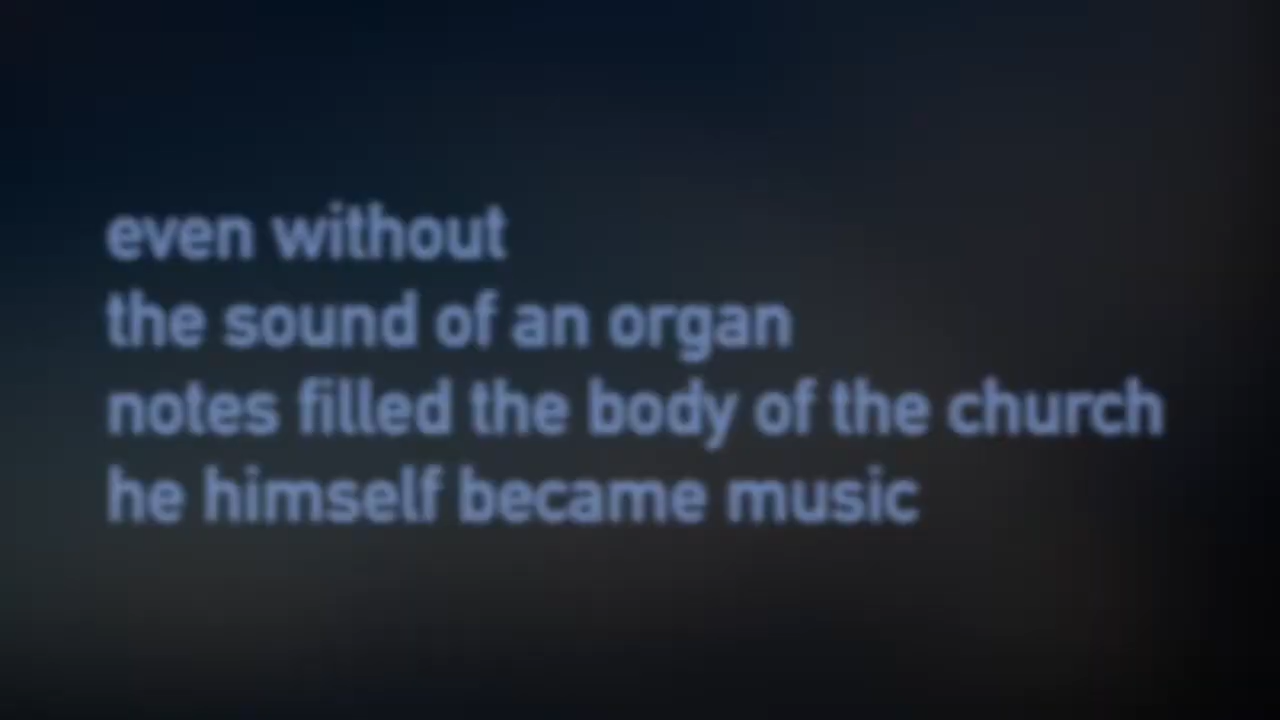 even without
the sound of an organ
notes filled the body of the church
he himself became music